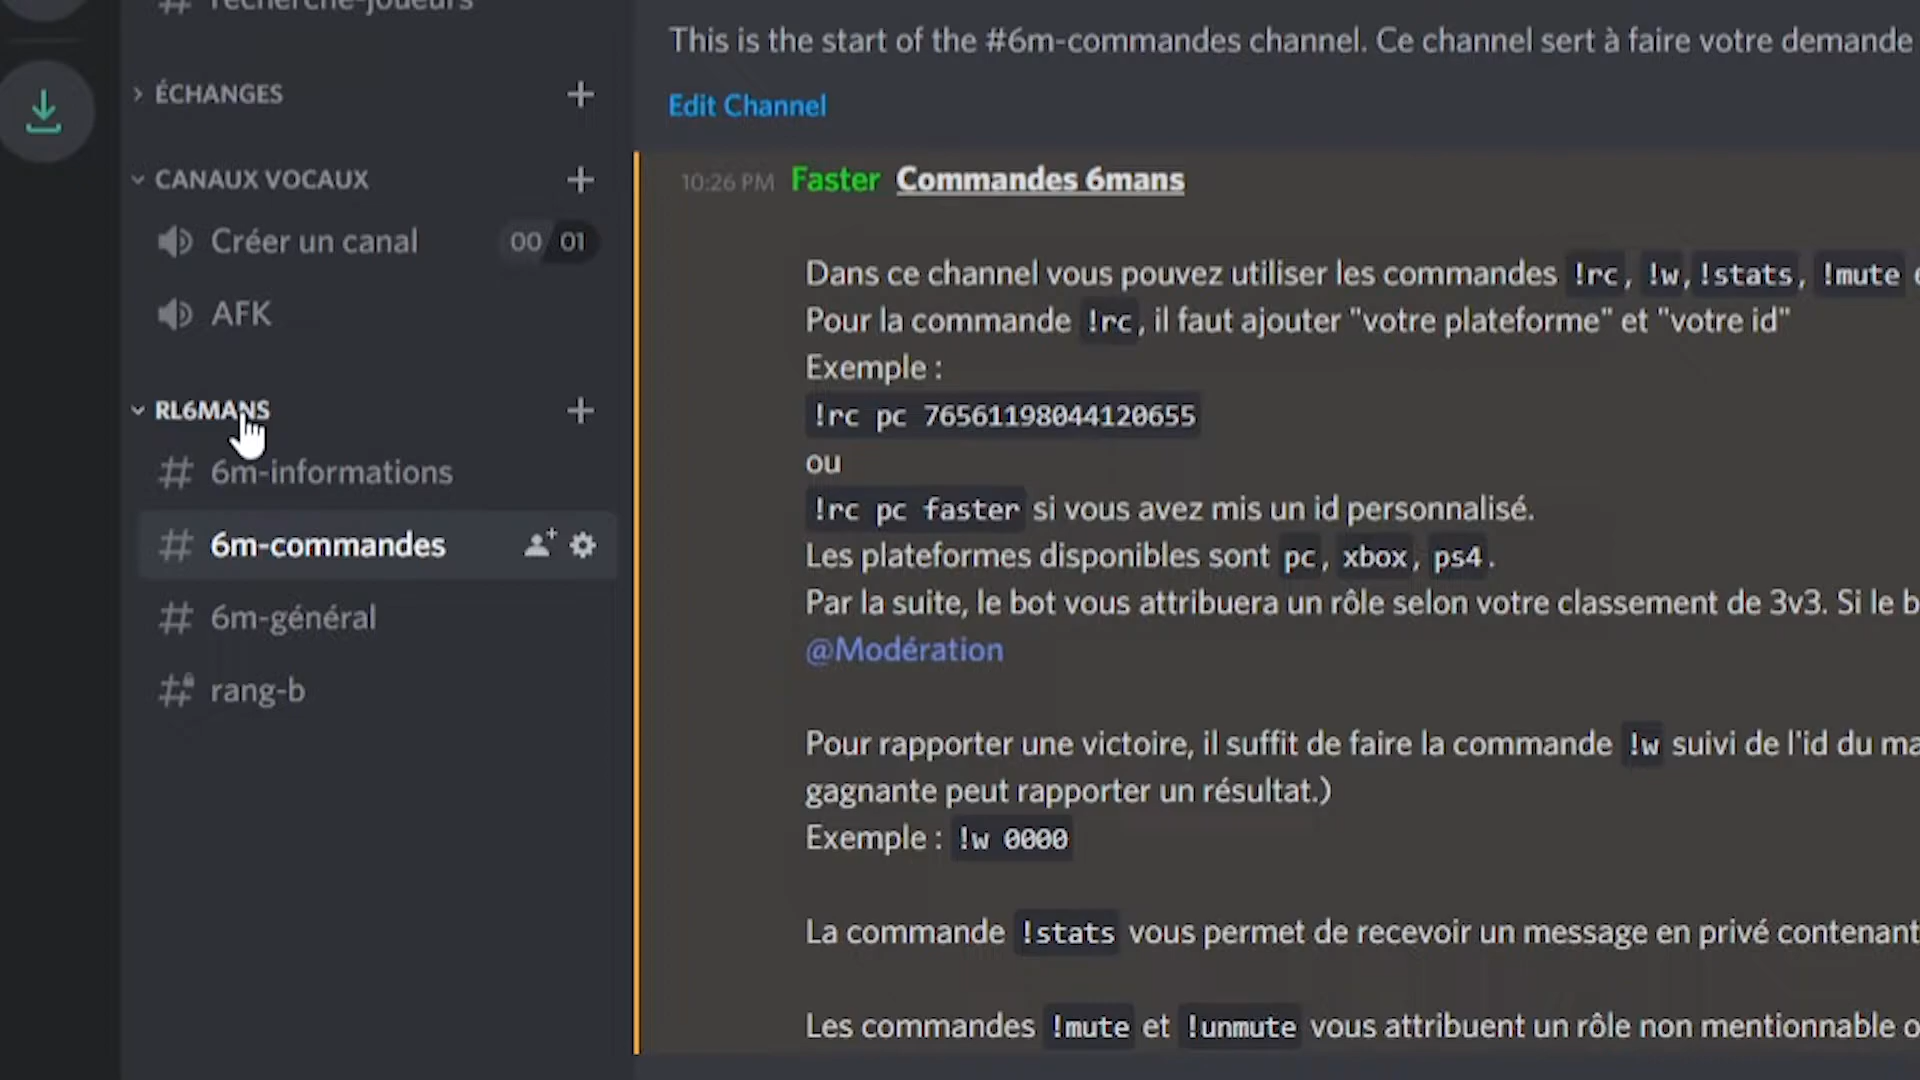 recherche-joueurs
ÉCHANGES
CANAUX VOCAUX
Créer un canal 00 01
AFK
RL6MANS
6m-informations
6m-commandes
6m-général
rang-b
This is the start of the #6m-commandes channel. Ce channel sert à faire votre demande
Edit Channel
10:26 PM Faster Commandes 6mans
Dans ce channel vous pouvez utiliser les commandes !rc, !w, !stats, !mute
Pour la commande !rc, il faut ajouter "votre plateforme" et "votre id"
Exemple :
!rc pc 76561198044120655
ou
!rc pc faster si vous avez mis un id personnalisé.
Les plateformes disponibles sont pc, xbox, ps4.
Par la suite, le bot vous attribuera un rôle selon votre classement de 3v3. Si le b
@Modération
Pour rapporter une victoire, il suffit de faire la commande !w suivi de l'id du ma
gagnante peut rapporter un résultat.)
Exemple : !w 0000
La commande !stats vous permet de recevoir un message en privé contenant
Les commandes !mute et !unmute vous attribuent un rôle non mentionnable o